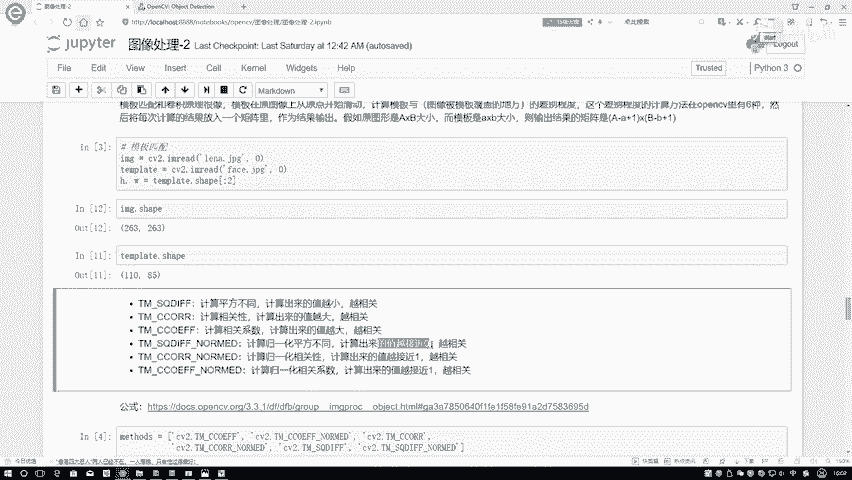 图像处理-2
OpenCV: Object Detection
http://localhost:8888/notebooks/opencv/图像处理/图像处理-2.ipynb
jupyter 图像处理-2 Last Checkpoint: Last Saturday at 12:42 AM (autosaved)
Logout
File Edit View Insert Cell Kernel Widgets Help
Trusted
Python 3
Markdown
模板匹配和卷积原理很像，模板在原图像上从原点开始滑动，计算模板与（图像被模板覆盖的地方）的差别程度，这个差别程度的计算方法在opencv里有6种，然
后将每次计算的结果放入一个矩阵里，作为结果输出。假如原图形是AxB大小，而模板是axb大小，则输出结果的矩阵是(A-a+1)x(B-b+1)
In [3]:
# 模板匹配
img = cv2.imread('lena.jpg', 0)
template = cv2.imread('face.jpg', 0)
h, w = template.shape[:2]
In [12]: img.shape
Out[12]: (263, 263)
In [11]: template.shape
Out[11]: (110, 85)
• TM_SQDIFF：计算平方不同，计算出来的值越小，越相关
• TM_CCORR：计算相关性，计算出来的值越大，越相关
• TM_CCOEFF：计算相关系数，计算出来的值越大，越相关
• TM_SQDIFF_NORMED：计算归一化平方不同，计算出来的值越接近0，越相关
• TM_CCORR_NORMED：计算归一化相关性，计算出来的值越接近1，越相关
• TM_CCOEFF_NORMED：计算归一化相关系数，计算出来的值越接近1，越相关
公式：https://docs.opencv.org/3.3.1/df/dfb/group__imgproc__object.html#ga3a7850640f1fe1f58fe91a2d7583695d
In [4]: methods = ['cv2.TM_CCOEFF', 'cv2.TM_CCOEFF_NORMED', 'cv2.TM_CCORR',
'cv2.TM_CCORR_NORMED', 'cv2.TM_SQDIFF', 'cv2.TM_SQDIFF_NORMED']
150%
16:02